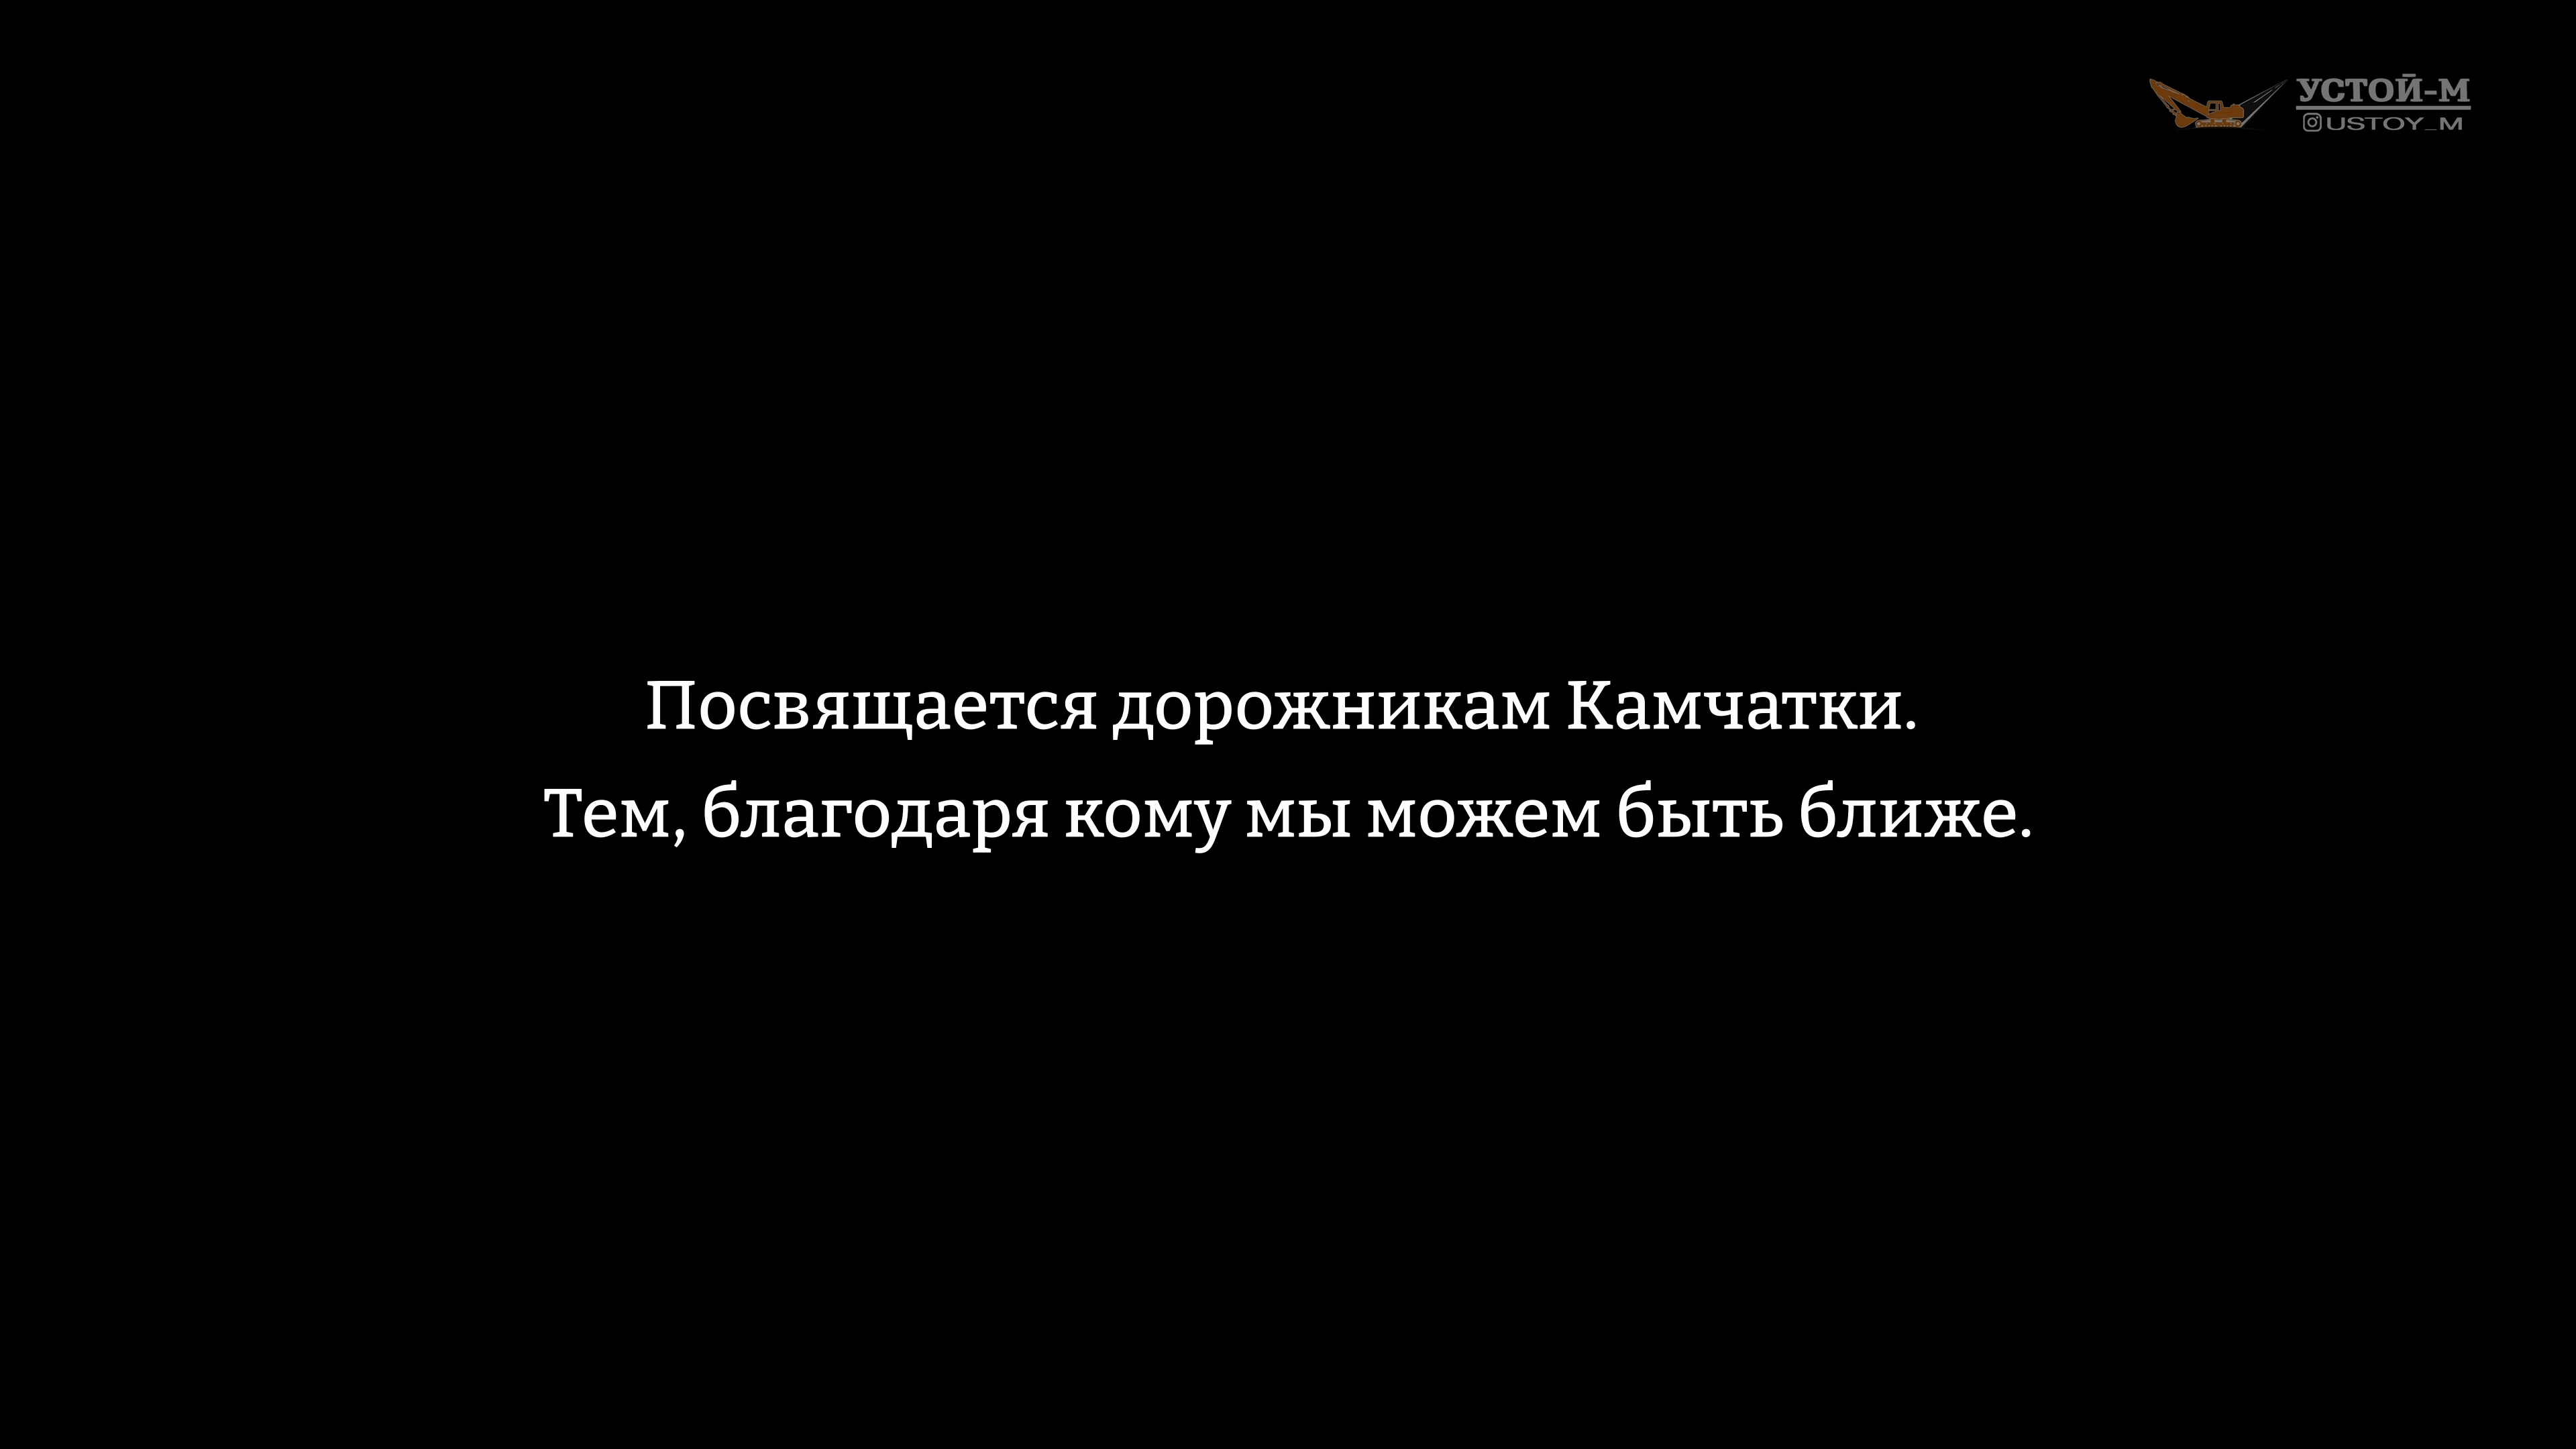 УСТОЙ-М
USTOY_M
Посвящается дорожникам Камчатки.
Тем, благодаря кому мы можем быть ближе.